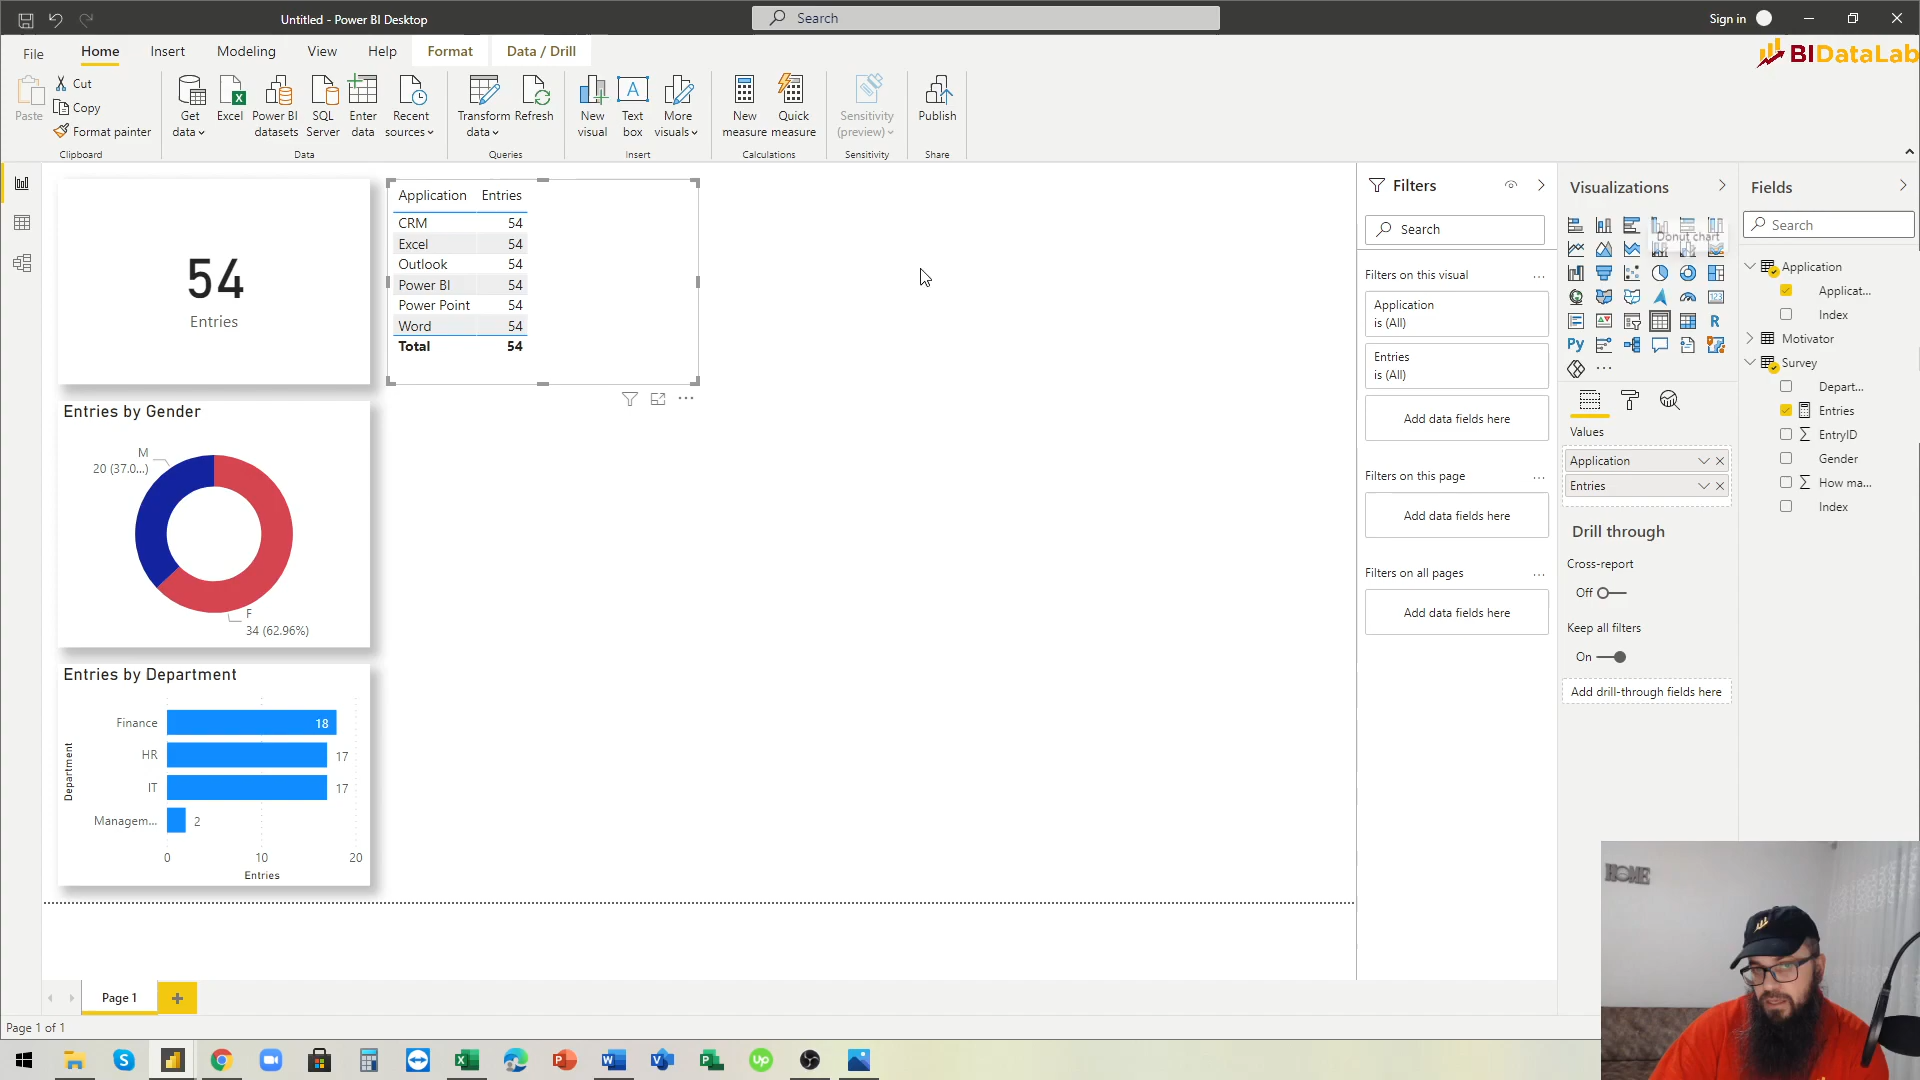 Untitled - Power BI Desktop
Search
Sign in
File
Home
Insert
Modeling
View
Help
Format
Data / Drill
BIDataLab
Paste
Cut
Copy
Format painter
Clipboard
Get data
Excel
Power BI datasets
SQL Server
Enter data
Recent sources
Data
Transform data
Refresh
Queries
New visual
Text box
More visuals
Insert
New measure
Quick measure
Calculations
Sensitivity (preview)
Sensitivity
Publish
Share
54
Entries
Application Entries
CRM 54
Excel 54
Outlook 54
Power BI 54
Power Point 54
Word 54
Total 54
Entries by Gender
M
20 (37.0...)
F
34 (62.96%)
Entries by Department
Department
Finance 18
HR 17
IT 17
Managem... 2
0 10 20
Entries
Filters
Search
Filters on this visual
Application
is (All)
Entries
is (All)
Add data fields here
Filters on this page
Add data fields here
Filters on all pages
Add data fields here
Visualizations
Donut chart
123
R
Py
Values
Application
Entries
Drill through
Cross-report
Off
Keep all filters
On
Add drill-through fields here
Fields
Search
Application
Applicat...
Index
Motivator
Survey
Depart...
Entries
EntryID
Gender
How ma...
Index
HOME
Page 1
Page 1 of 1